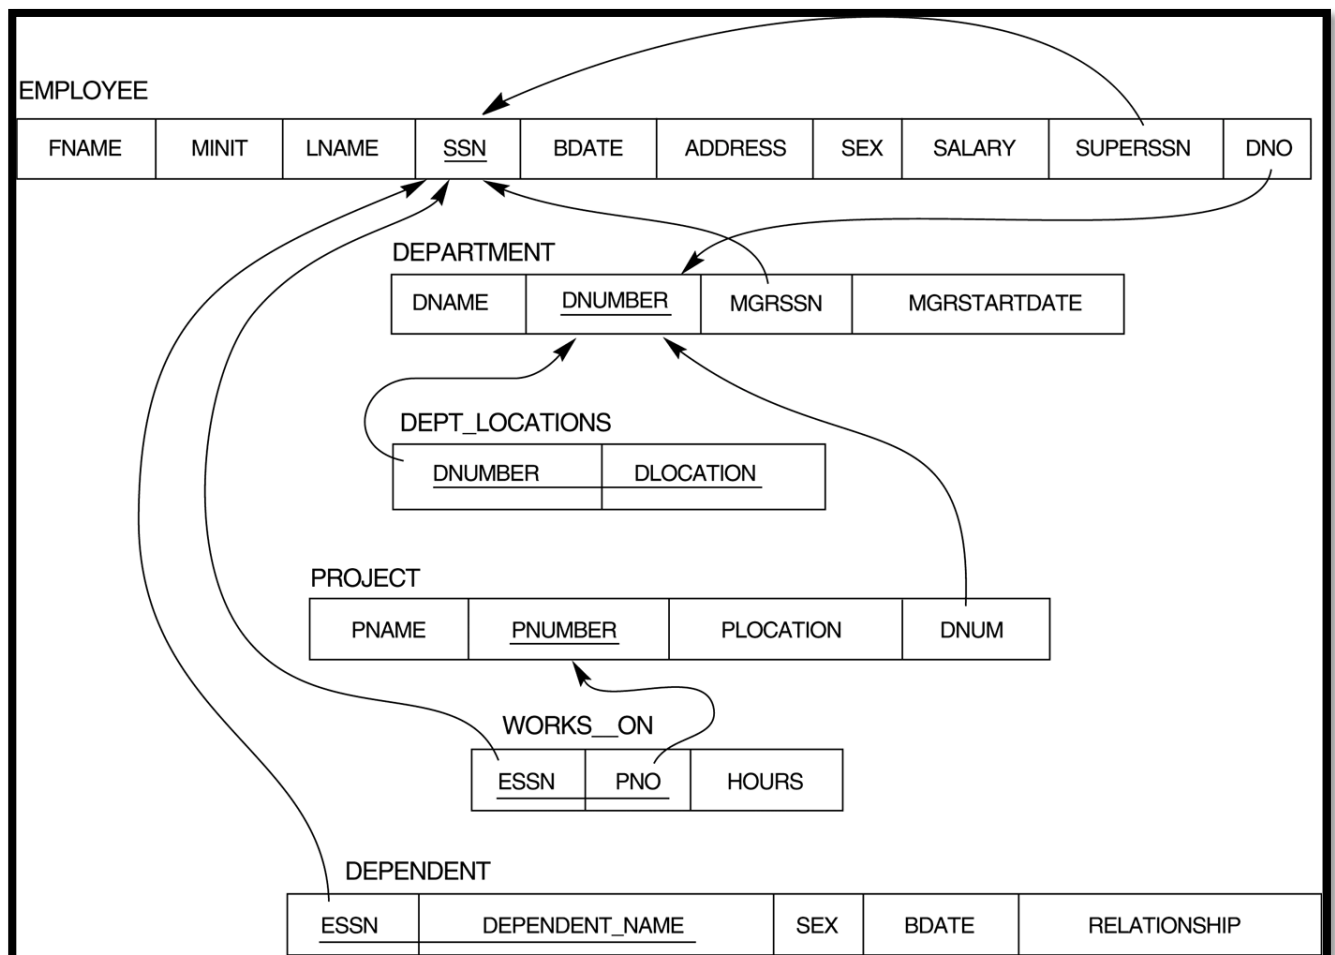 EMPLOYEE
FNAME MINIT LNAME SSN BDATE ADDRESS SEX SALARY SUPERSSN DNO
DEPARTMENT
DNAME DNUMBER MGRSSN MGRSTARTDATE
DEPT_LOCATIONS
DNUMBER DLOCATION
PROJECT
PNAME PNUMBER PLOCATION DNUM
WORKS__ON
ESSN PNO HOURS
DEPENDENT
ESSN DEPENDENT_NAME SEX BDATE RELATIONSHIP